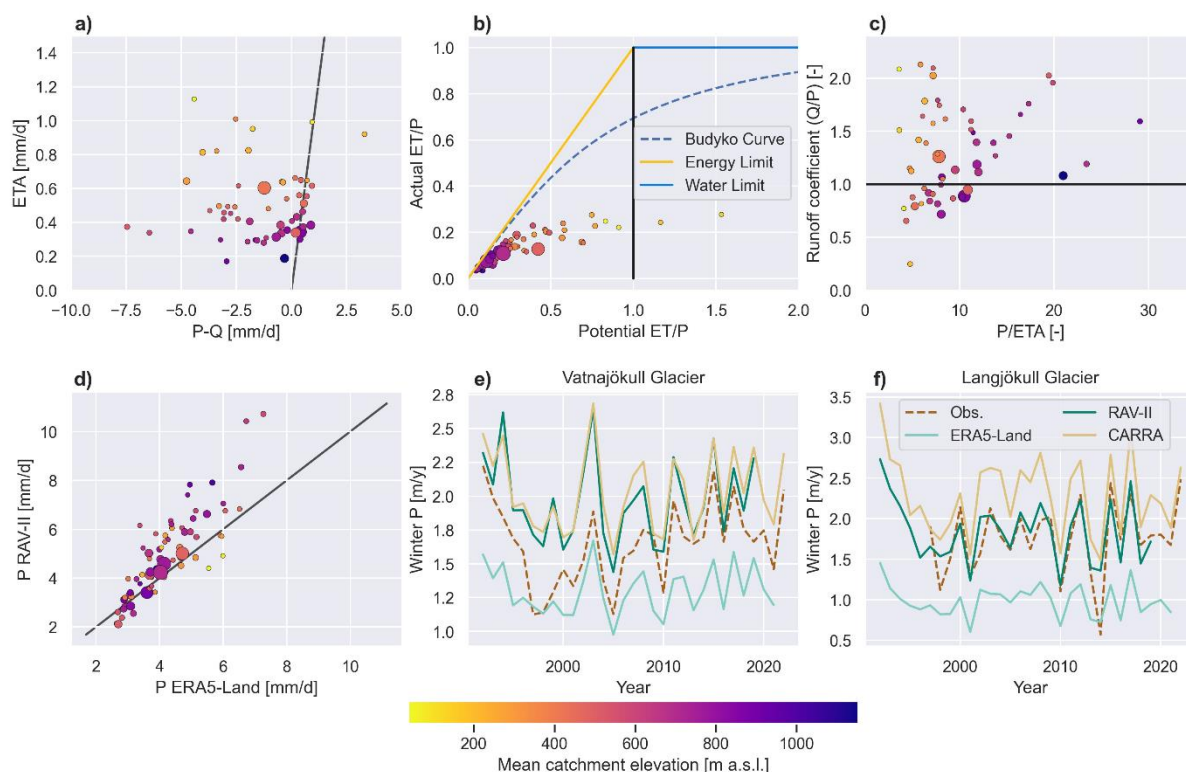 a)
b)
c)
ETA [mm/d]
1.4
1.2
1.0
0.8
0.6
0.4
0.2
0.0
−10.0 −7.5 −5.0 −2.5 0.0 2.5 5.0
P-Q [mm/d]
Actual ET/P
1.0
0.8
0.6
0.4
0.2
0.0
Budyko Curve
Energy Limit
Water Limit
0.0 0.5 1.0 1.5 2.0
Potential ET/P
Runoff coefficient (Q/P) [-]
2.0
1.5
1.0
0.5
0.0
0 10 20 30
P/ETA [-]
d)
e)
Vatnajökull Glacier
f)
Langjökull Glacier
P RAV-II [mm/d]
10
8
6
4
2
2 4 6 8 10
P ERA5-Land [mm/d]
Winter P [m/y]
2.8
2.5
2.2
2.0
1.8
1.5
1.2
1.0
2000 2010 2020
Year
Winter P [m/y]
3.5
3.0
2.5
2.0
1.5
1.0
0.5
Obs.
ERA5-Land
RAV-II
CARRA
2000 2010 2020
Year
200 400 600 800 1000
Mean catchment elevation [m a.s.l.]